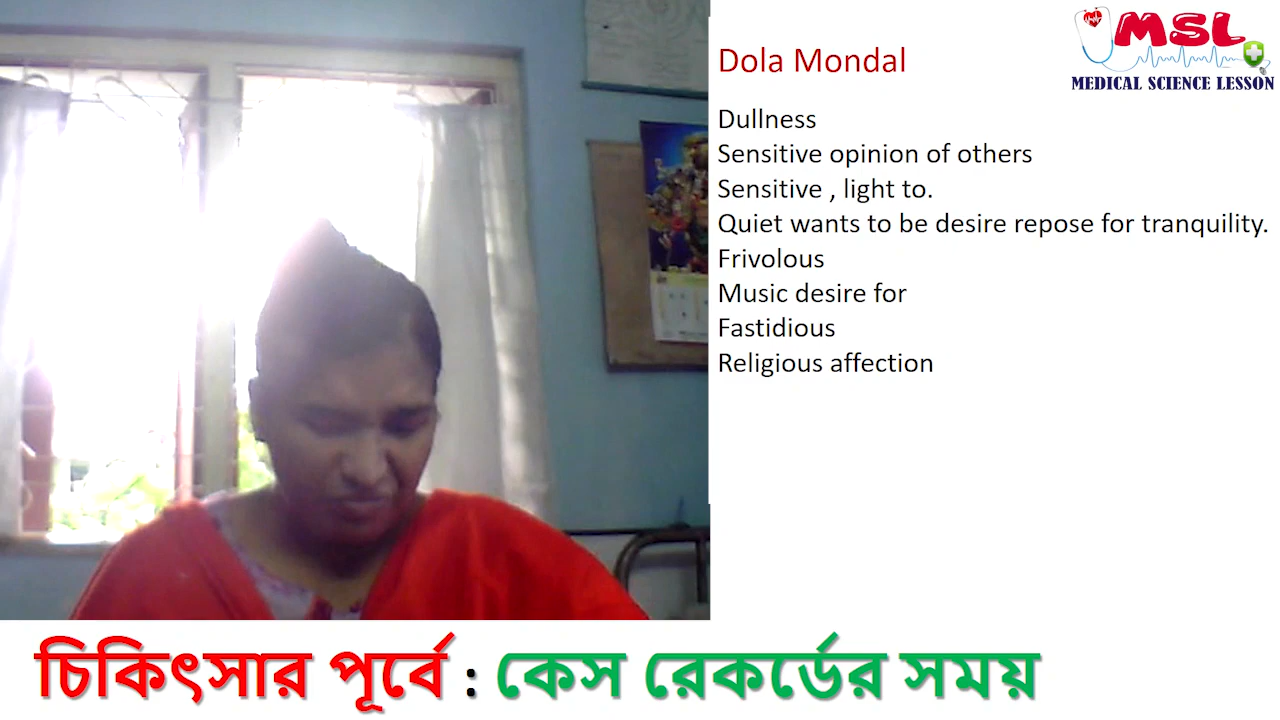 MSL
MEDICAL SCIENCE LESSON
Dola Mondal
Dullness
Sensitive opinion of others
Sensitive , light to.
Quiet wants to be desire repose for tranquility.
Frivolous
Music desire for
Fastidious
Religious affection
চিকিৎসার পূর্বে : কেস রেকর্ডের সময়